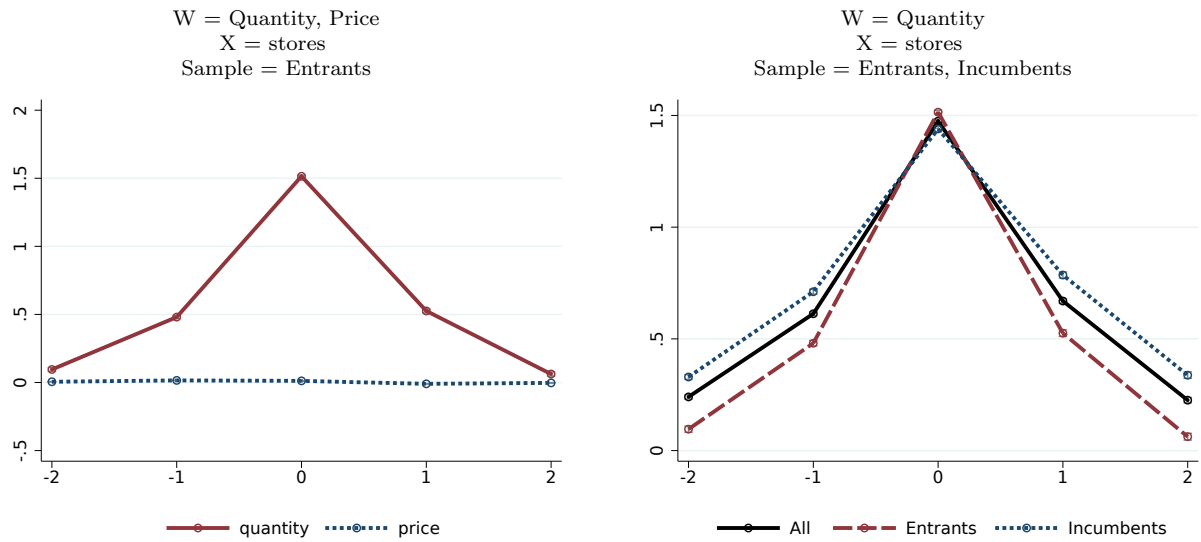 W = Quantity, Price
X = stores
Sample = Entrants
2
1.5
1
.5
0
-.5
-2 -1 0 1 2
quantity price
W = Quantity
X = stores
Sample = Entrants, Incumbents
1.5
1
.5
0
-2 -1 0 1 2
All Entrants Incumbents